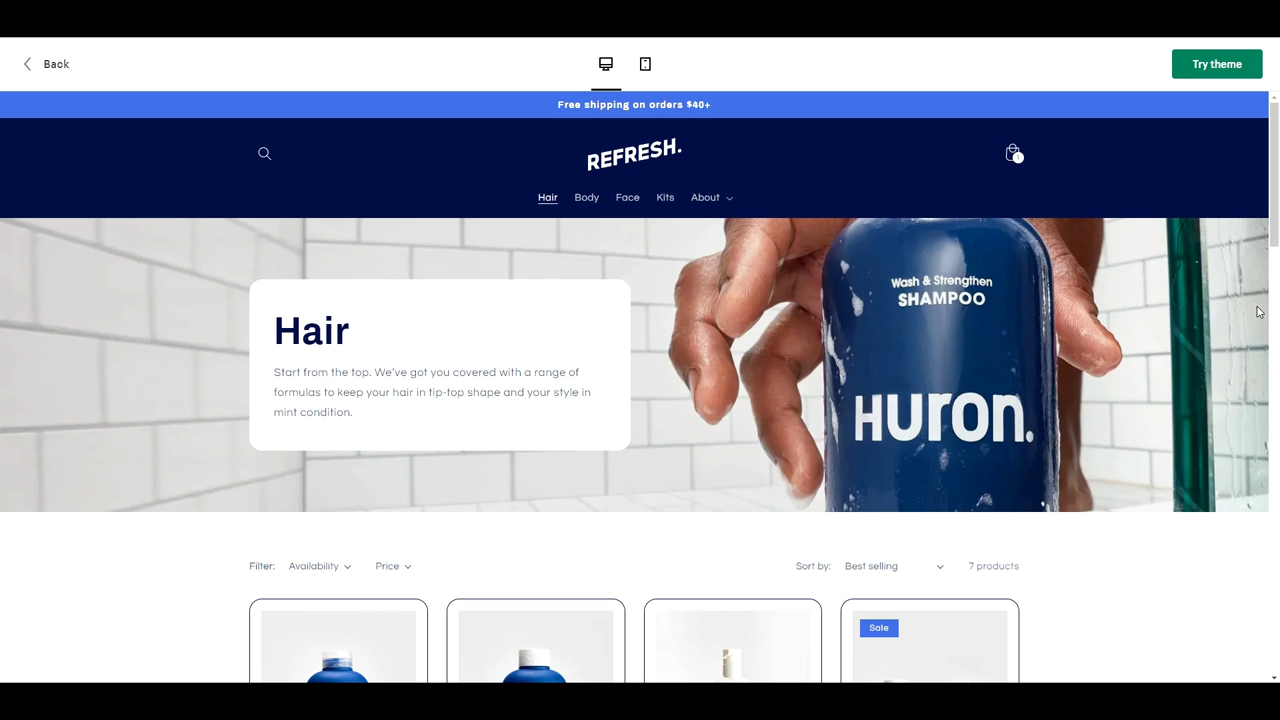 Back
Try theme
Free shipping on orders $40+
REFRESH.
1
Hair Body Face Kits About
Wash & Strengthen
SHAMPOO
Huron.
Hair
Start from the top. We’ve got you covered with a range of
formulas to keep your hair in tip-top shape and your style in
mint condition.
Filter: Availability Price Sort by: Best selling 7 products
Sale